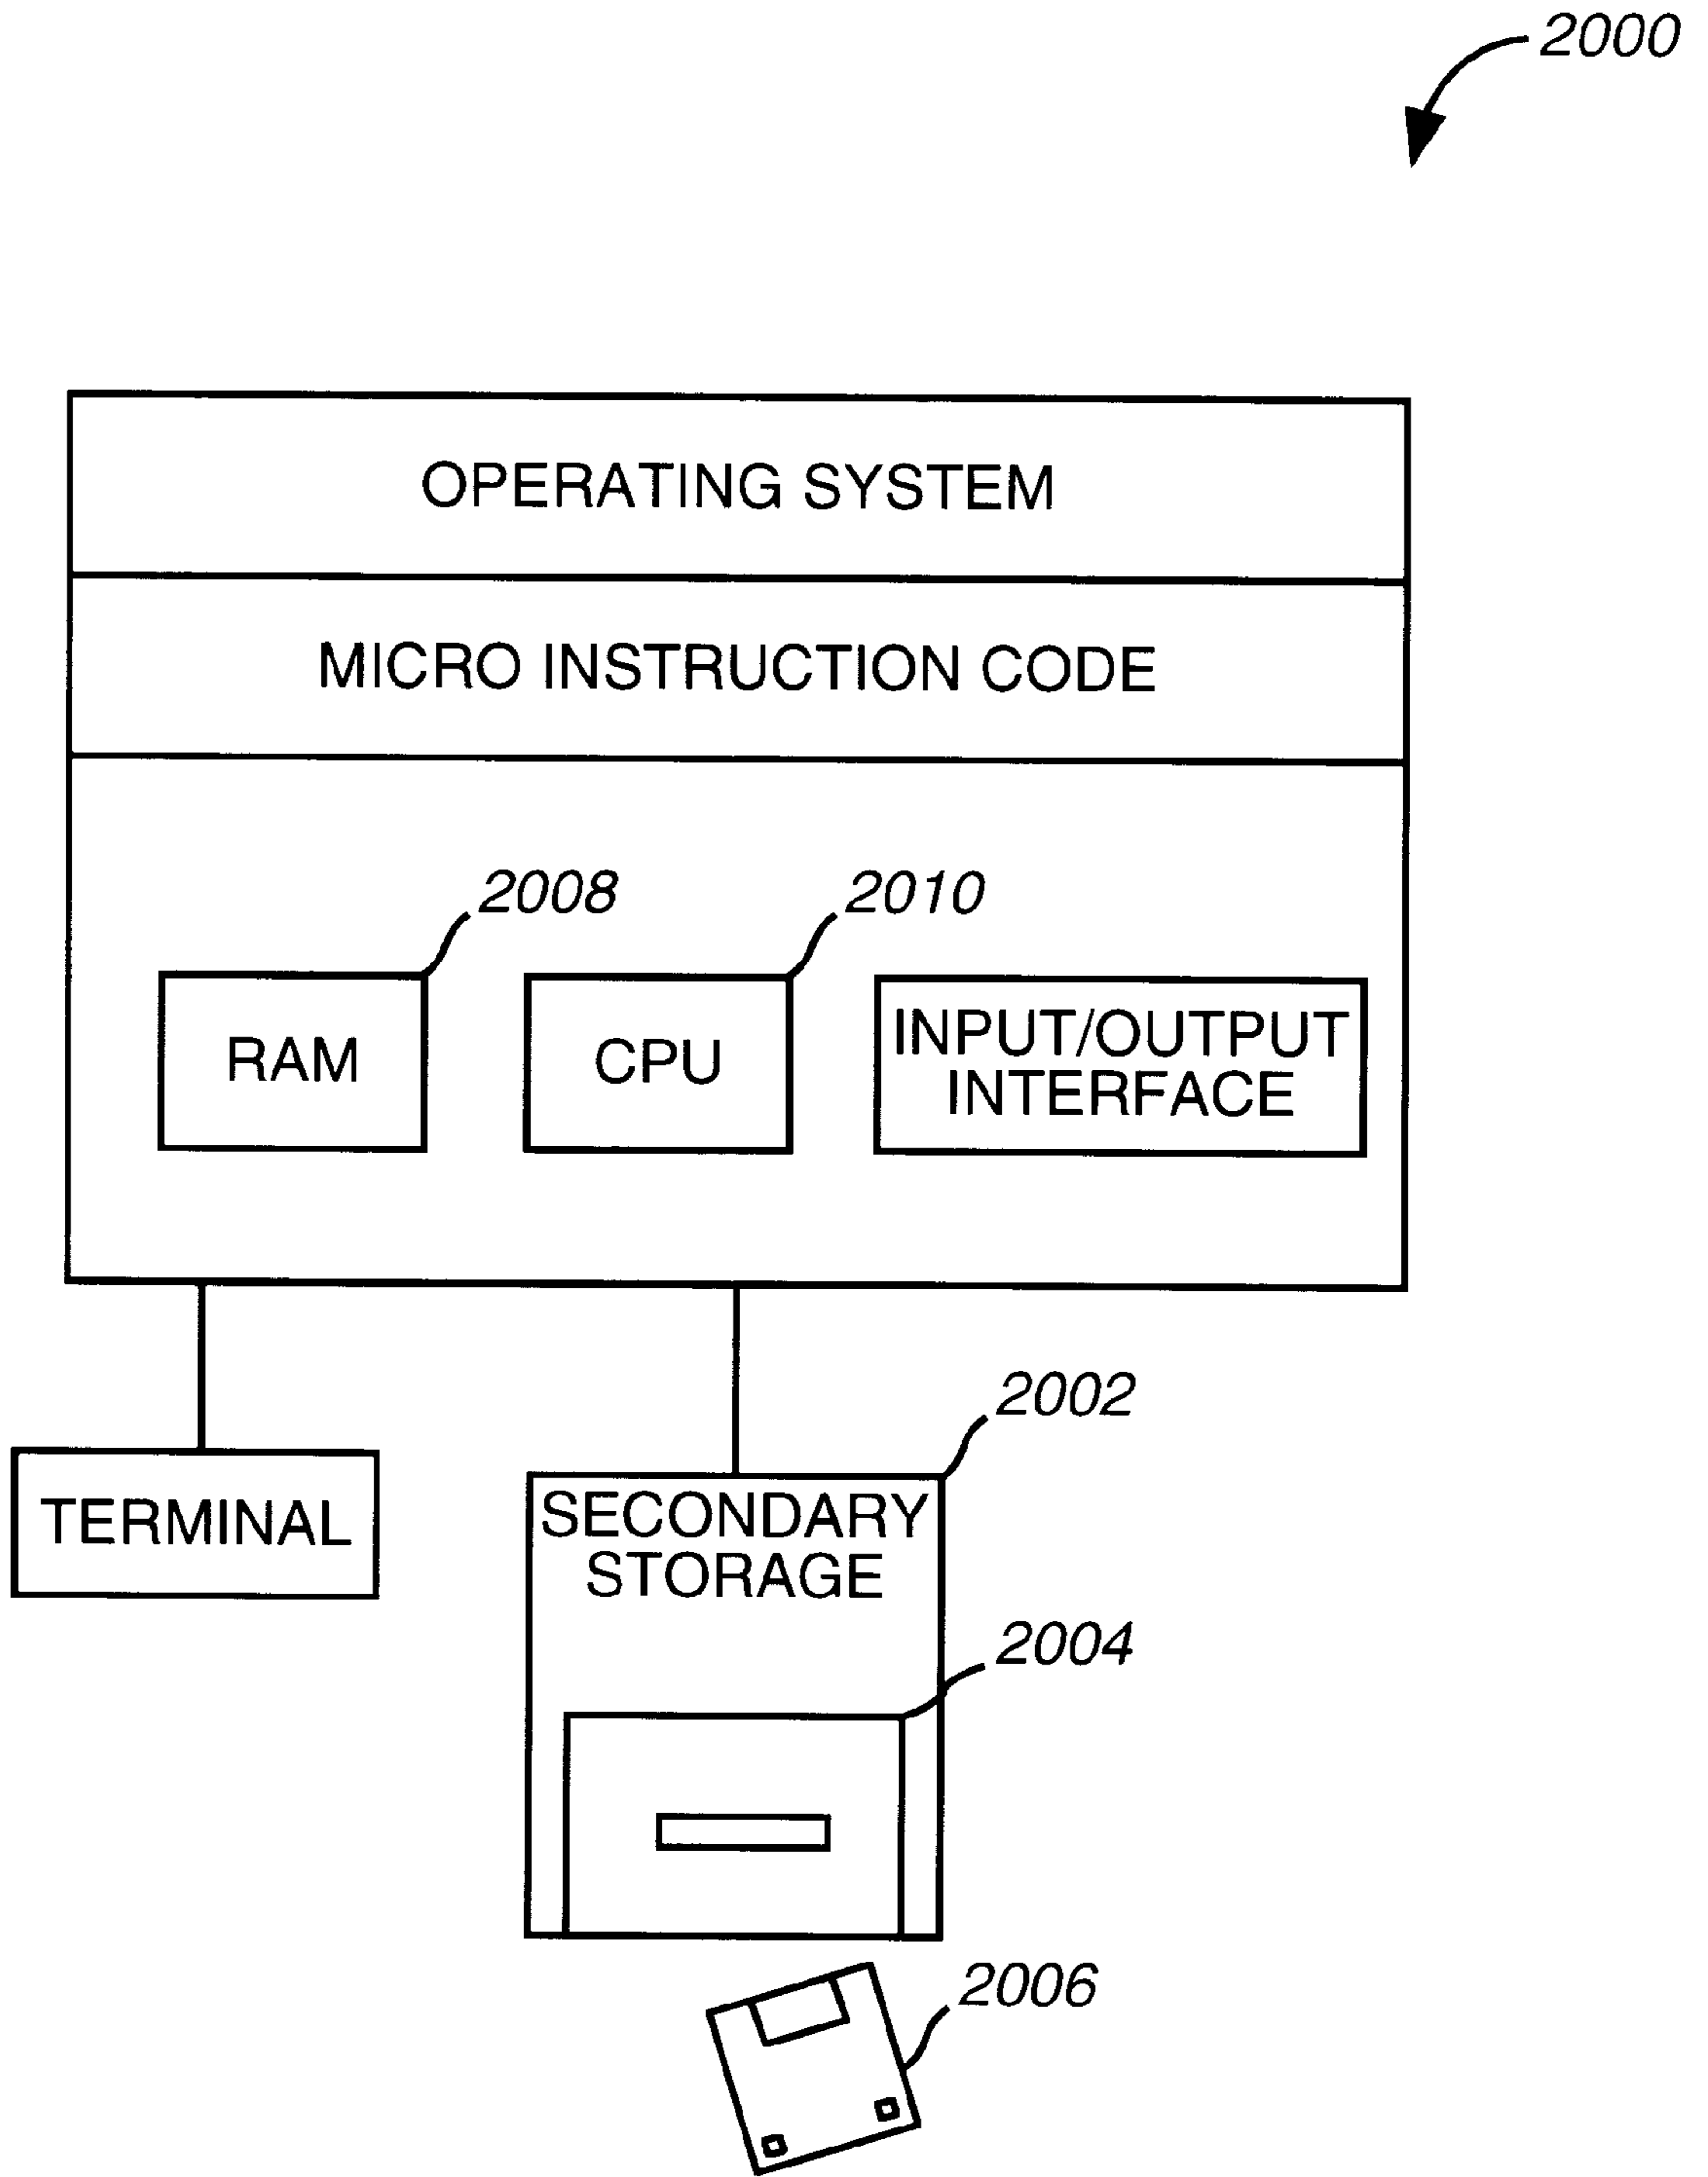 2000
OPERATING SYSTEM
MICRO INSTRUCTION CODE
2008
2010
RAM
CPU
INPUT/OUTPUT
INTERFACE
2002
TERMINAL
SECONDARY
STORAGE
2004
2006